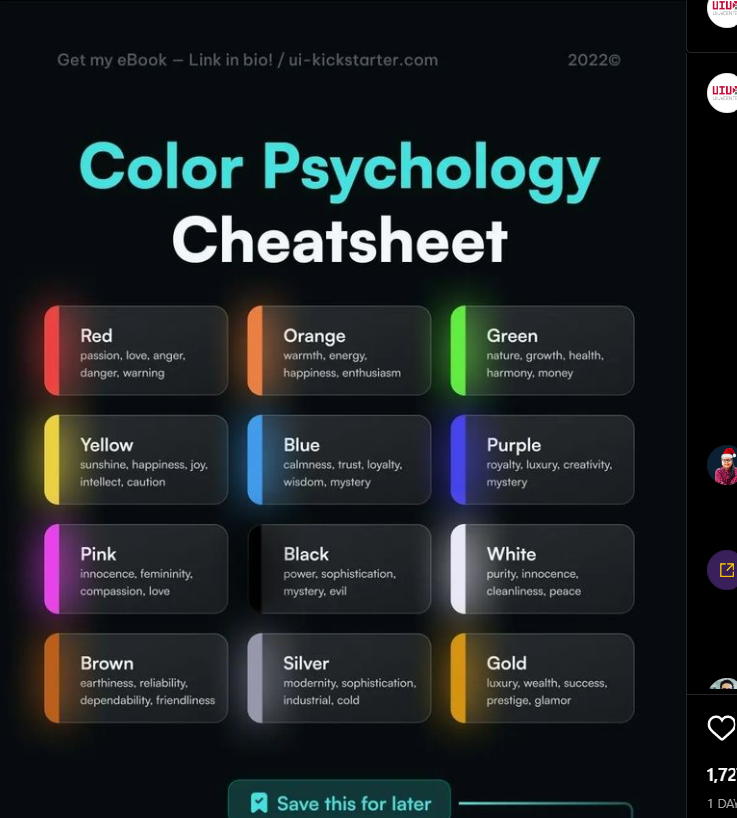 Get my eBook — Link in bio! / ui-kickstarter.com
2022©
Color Psychology
Cheatsheet
Red
passion, love, anger,
danger, warning
Orange
warmth, energy,
happiness, enthusiasm
Green
nature, growth, health,
harmony, money
Yellow
sunshine, happiness, joy,
intellect, caution
Blue
calmness, trust, loyalty,
wisdom, mystery
Purple
royalty, luxury, creativity,
mystery
Pink
innocence, femininity,
compassion, love
Black
power, sophistication,
mystery, evil
White
purity, innocence,
cleanliness, peace
Brown
earthiness, reliability,
dependability, friendliness
Silver
modernity, sophistication,
industrial, cold
Gold
luxury, wealth, success,
prestige, glamor
Save this for later
1 DAY